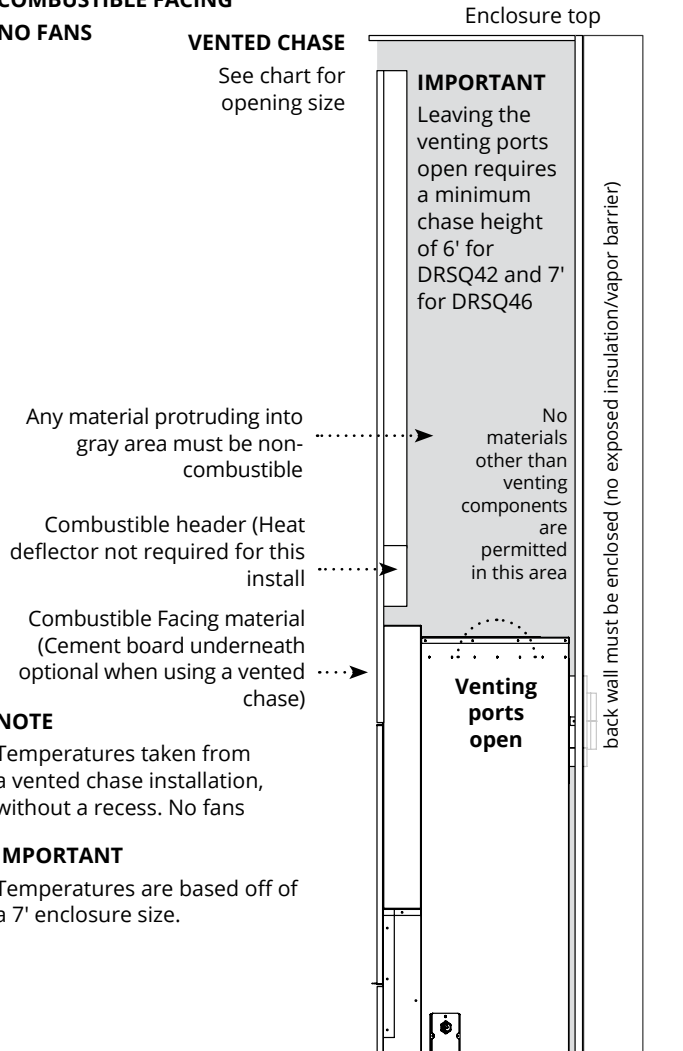 COMBUSTIBLE FACING
NO FANS
VENTED CHASE
See chart for
opening size
Enclosure top
IMPORTANT
Leaving the
venting ports
open requires
a minimum
chase height
of 6' for
DRSQ42 and 7'
for DRSQ46
Any material protruding into
gray area must be non-
combustible
No
materials
other than
venting
components
are
permitted
in this area
Combustible header (Heat
deflector not required for this
install
Combustible Facing material
(Cement board underneath
optional when using a vented
chase)
Venting
ports
open
back wall must be enclosed (no exposed insulation/vapor barrier)
NOTE
Temperatures taken from
a vented chase installation,
without a recess. No fans
IMPORTANT
Temperatures are based off of
a 7' enclosure size.